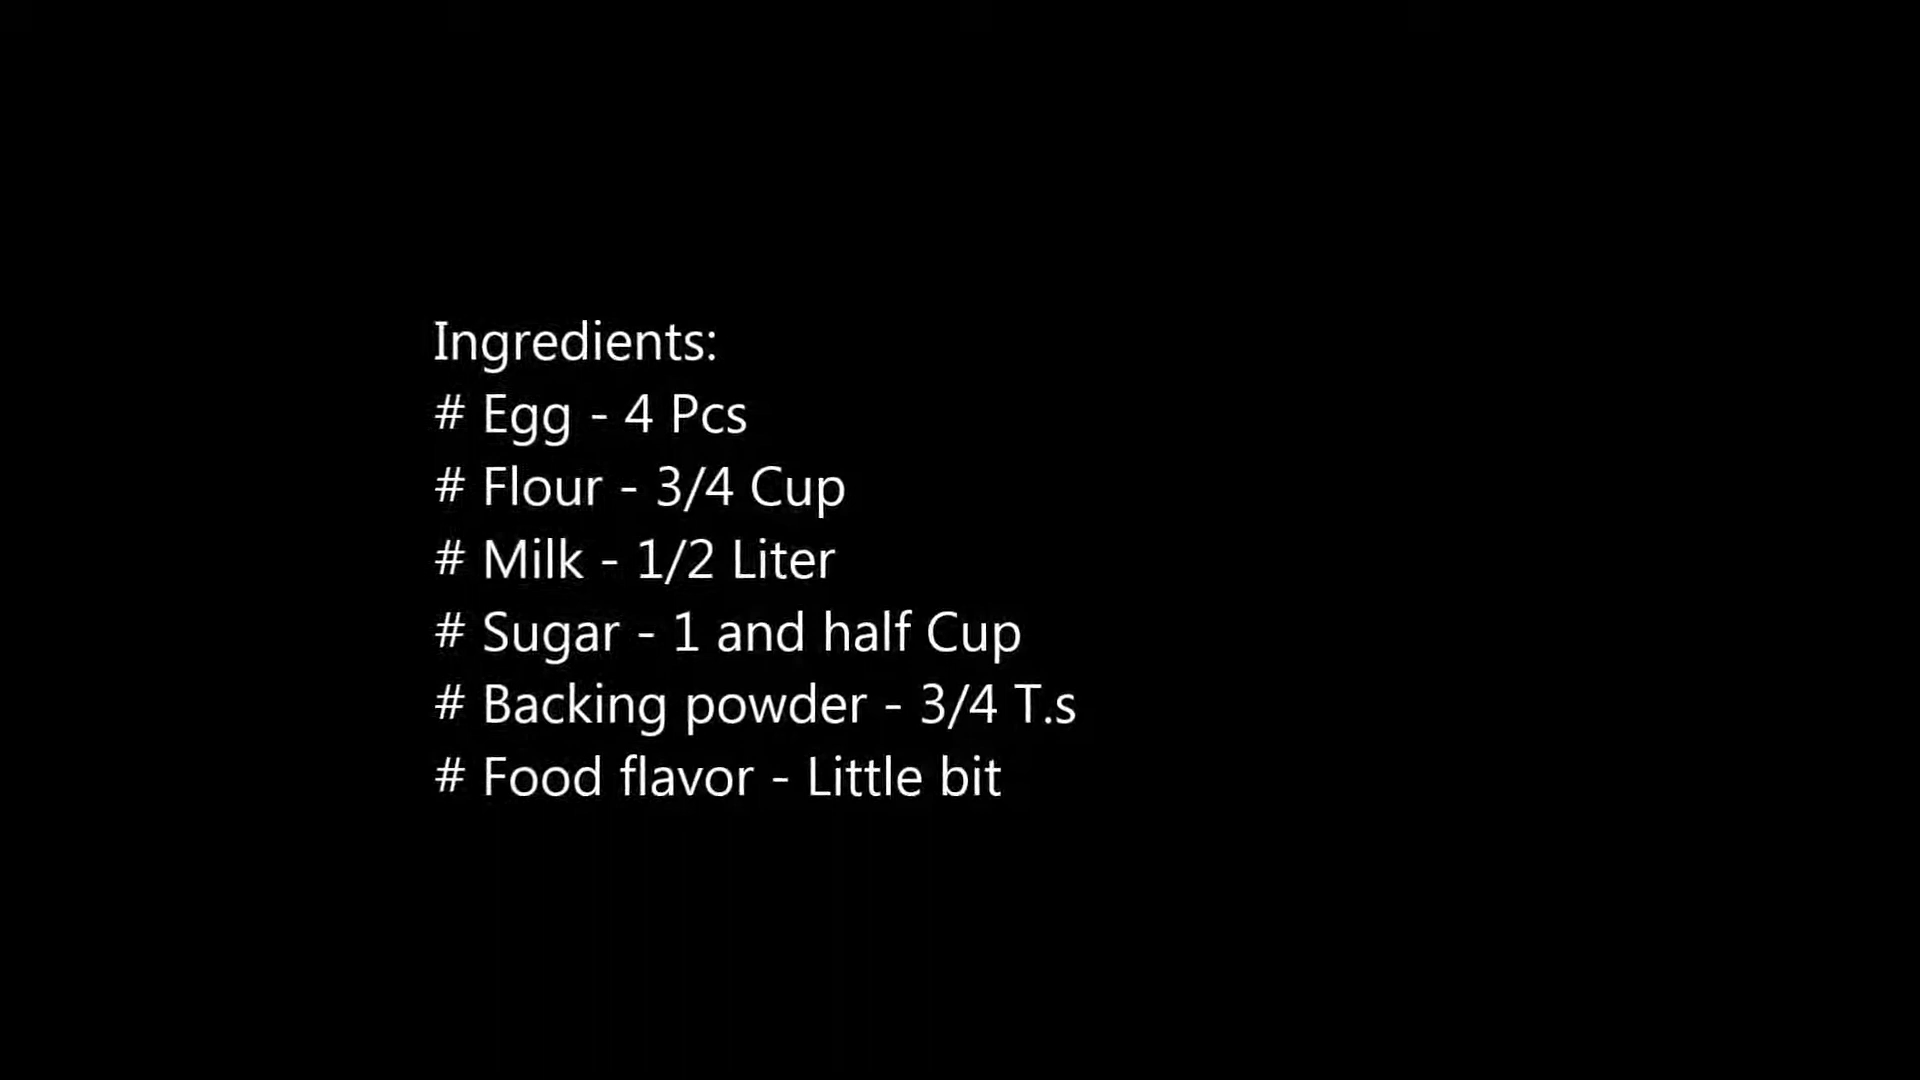 Ingredients:
# Egg - 4 Pcs
# Flour - 3/4 Cup
# Milk - 1/2 Liter
# Sugar - 1 and half Cup
# Backing powder - 3/4 T.s
# Food flavor - Little bit